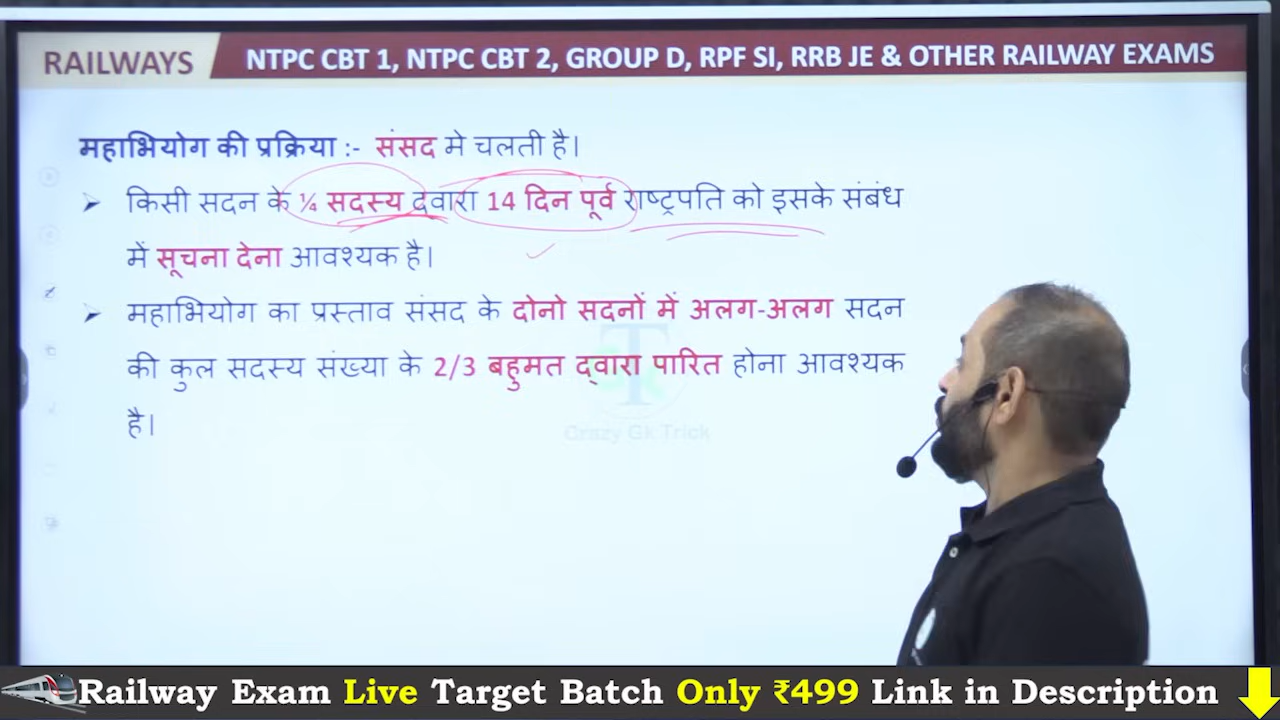 RAILWAYS NTPC CBT 1, NTPC CBT 2, GROUP D, RPF SI, RRB JE & OTHER RAILWAY EXAMS
महाभियोग की प्रक्रिया :- संसद मे चलती है।
➤ किसी सदन के ¼ सदस्य दवारा 14 दिन पूर्व राष्ट्रपति को इसके संबंध
में सूचना देना आवश्यक है।
➤ महाभियोग का प्रस्ताव संसद के दोनो सदनों में अलग-अलग सदन
की कुल सदस्य संख्या के 2/3 बहुमत द्वारा पारित होना आवश्यक
है।
Crazy Gk Trick
Railway Exam Live Target Batch Only ₹499 Link in Description